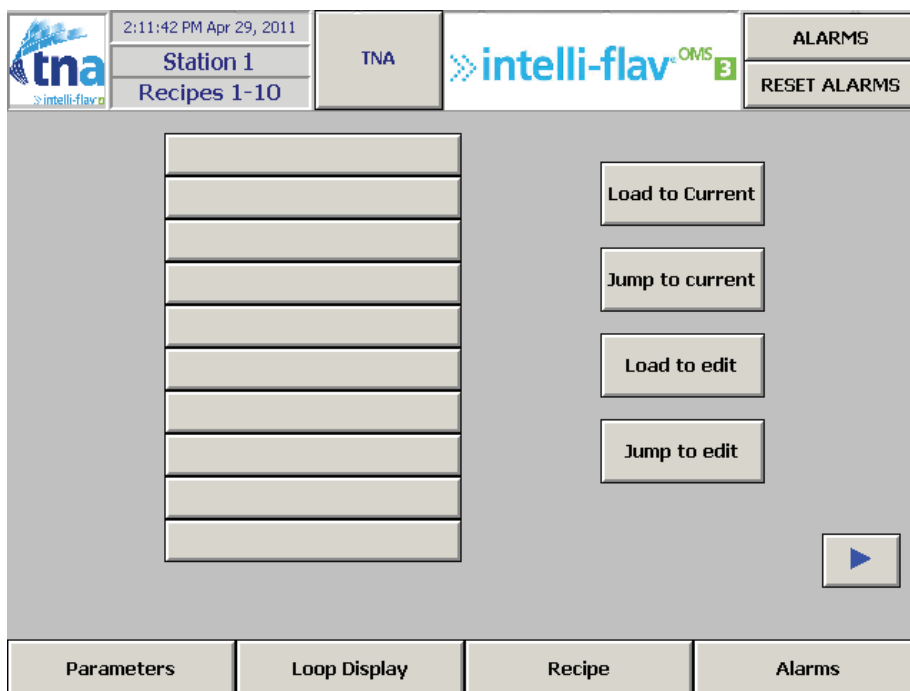 2:11:42 PM Apr 29, 2011
Station 1
Recipes 1-10
tna
intelli-flav
TNA
intelli-flav OMS 3
ALARMS
RESET ALARMS
Load to Current
Jump to current
Load to edit
Jump to edit
Parameters
Loop Display
Recipe
Alarms